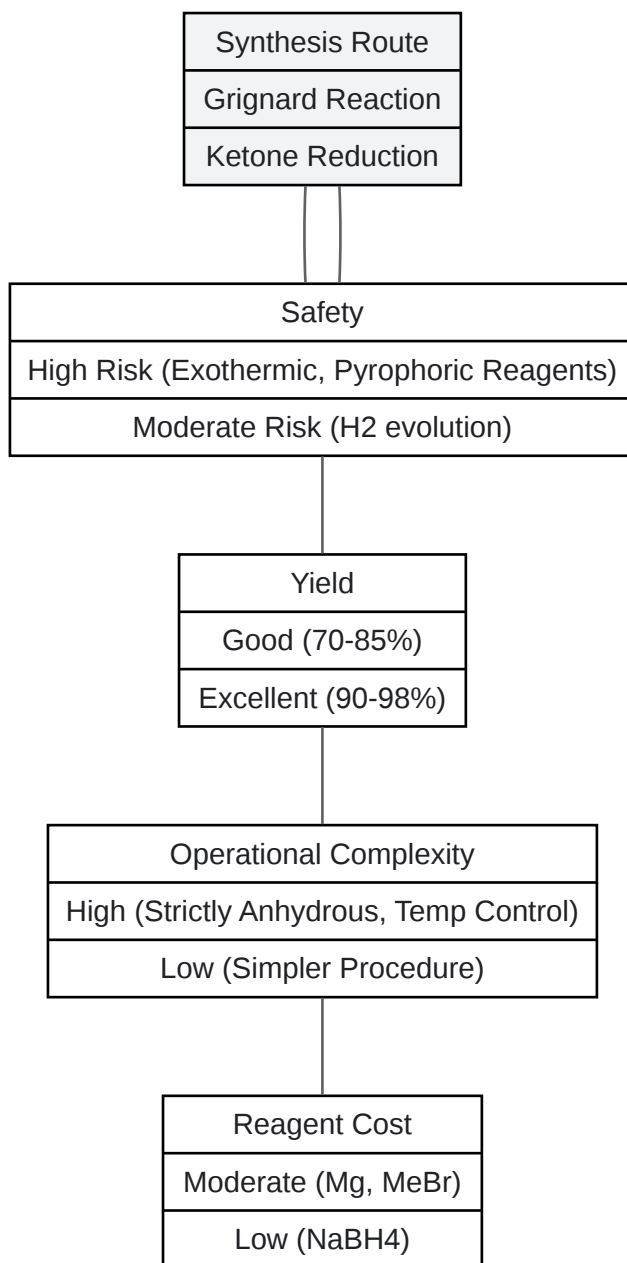 Synthesis Route
Grignard Reaction
Ketone Reduction
Safety
High Risk (Exothermic, Pyrophoric Reagents)
Moderate Risk (H2 evolution)
Yield
Good (70-85%)
Excellent (90-98%)
Operational Complexity
High (Strictly Anhydrous, Temp Control)
Low (Simpler Procedure)
Reagent Cost
Moderate (Mg, MeBr)
Low (NaBH4)